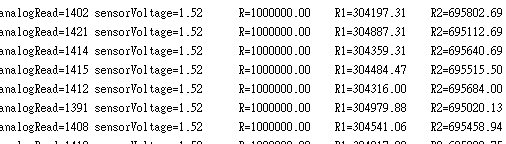 analogRead=1402 sensorVoltage=1.52 R=1000000.00 R1=304197.31 R2=695802.69
analogRead=1421 sensorVoltage=1.52 R=1000000.00 R1=304887.31 R2=695112.69
analogRead=1414 sensorVoltage=1.52 R=1000000.00 R1=304359.31 R2=695640.69
analogRead=1415 sensorVoltage=1.52 R=1000000.00 R1=304484.47 R2=695515.50
analogRead=1412 sensorVoltage=1.52 R=1000000.00 R1=304316.00 R2=695684.00
analogRead=1391 sensorVoltage=1.52 R=1000000.00 R1=304979.88 R2=695020.13
analogRead=1408 sensorVoltage=1.52 R=1000000.00 R1=304541.06 R2=695458.94